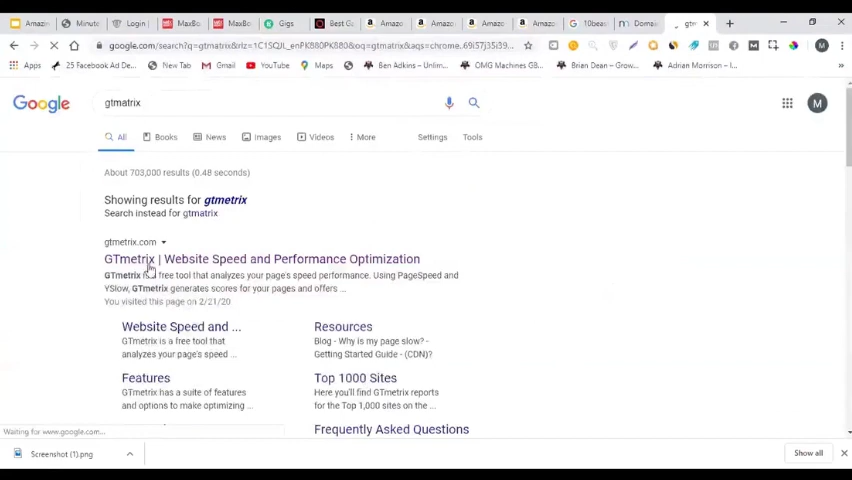 Amazin Minute Login | MaxBo MaxBo Gigs Best Ga Amazo Amazo Amazo Amazo 10beas Domai gtm
google.com/search?q=gtmatrix&rlz=1C1SQJL_enPK880PK880&oq=gtmatrix&aqs=chrome..69i57j35i39...
Apps 25 Facebook Ad De... New Tab Gmail YouTube Maps Ben Adkins – Unlim... OMG Machines G8... Brian Dean – Grow... Adrian Morrison – I...
Google gtmatrix M
All Books News Images Videos More Settings Tools
About 703,000 results (0.48 seconds)
Showing results for gtmetrix
Search instead for gtmatrix
gtmetrix.com
GTmetrix | Website Speed and Performance Optimization
GTmetrix is free tool that analyzes your page's speed performance. Using PageSpeed and
YSlow, GTmetrix generates scores for your pages and offers ...
You visited this page on 2/21/20
Website Speed and ...
GTmetrix is a free tool that
analyzes your page's speed ...
Resources
Blog - Why is my page slow? -
Getting Started Guide - (CDN)?
Features
GTmetrix has a suite of features
and options to make optimizing ...
Top 1000 Sites
Here you'll find GTmetrix reports
for the Top 1,000 sites on the ...
Frequently Asked Questions
Waiting for www.google.com...
Screenshot (1).png Show all